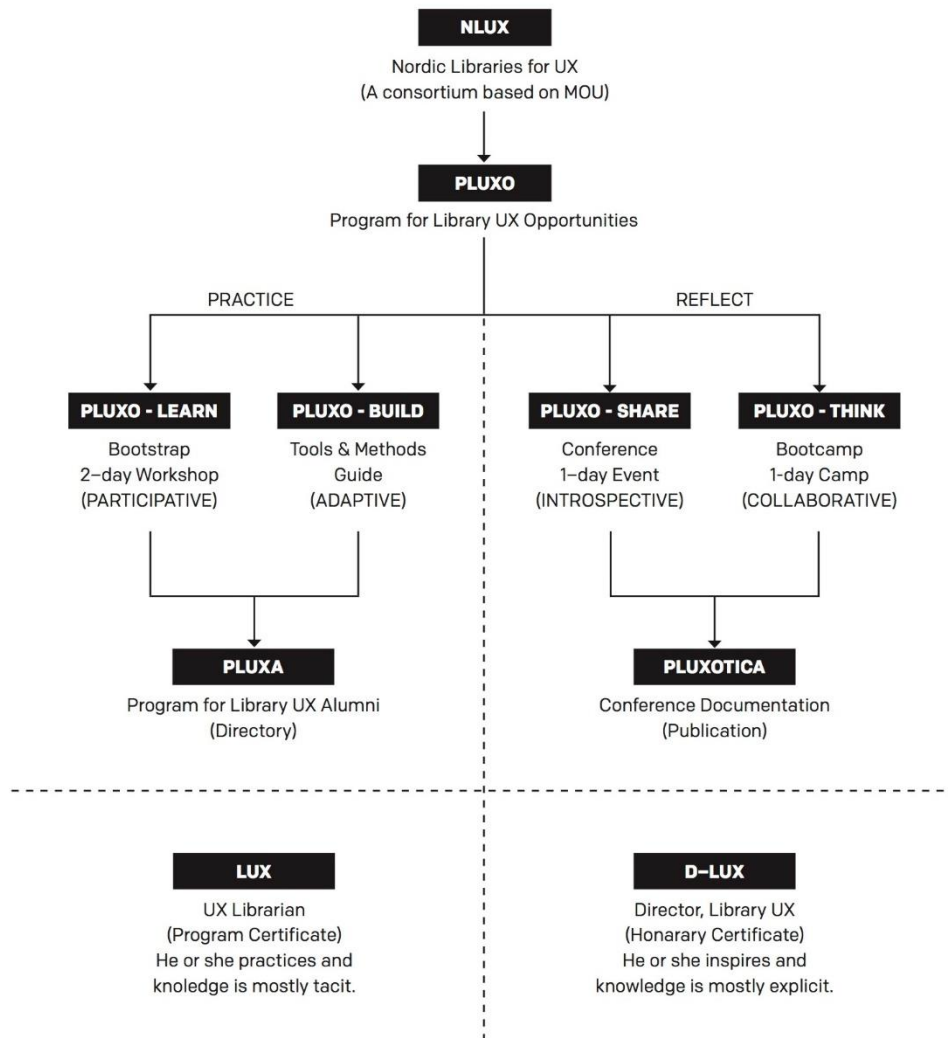 NLUX
Nordic Libraries for UX
(A consortium based on MOU)
PLUXO
Program for Library UX Opportunities
PRACTICE
REFLECT
PLUXO - LEARN
Bootstrap
2–day Workshop
(PARTICIPATIVE)
PLUXO - BUILD
Tools & Methods
Guide
(ADAPTIVE)
PLUXO - SHARE
Conference
1–day Event
(INTROSPECTIVE)
PLUXO - THINK
Bootcamp
1-day Camp
(COLLABORATIVE)
PLUXA
Program for Library UX Alumni
(Directory)
PLUXOTICA
Conference Documentation
(Publication)
LUX
UX Librarian
(Program Certificate)
He or she practices and
knoledge is mostly tacit.
D–LUX
Director, Library UX
(Honarary Certificate)
He or she inspires and
knowledge is mostly explicit.